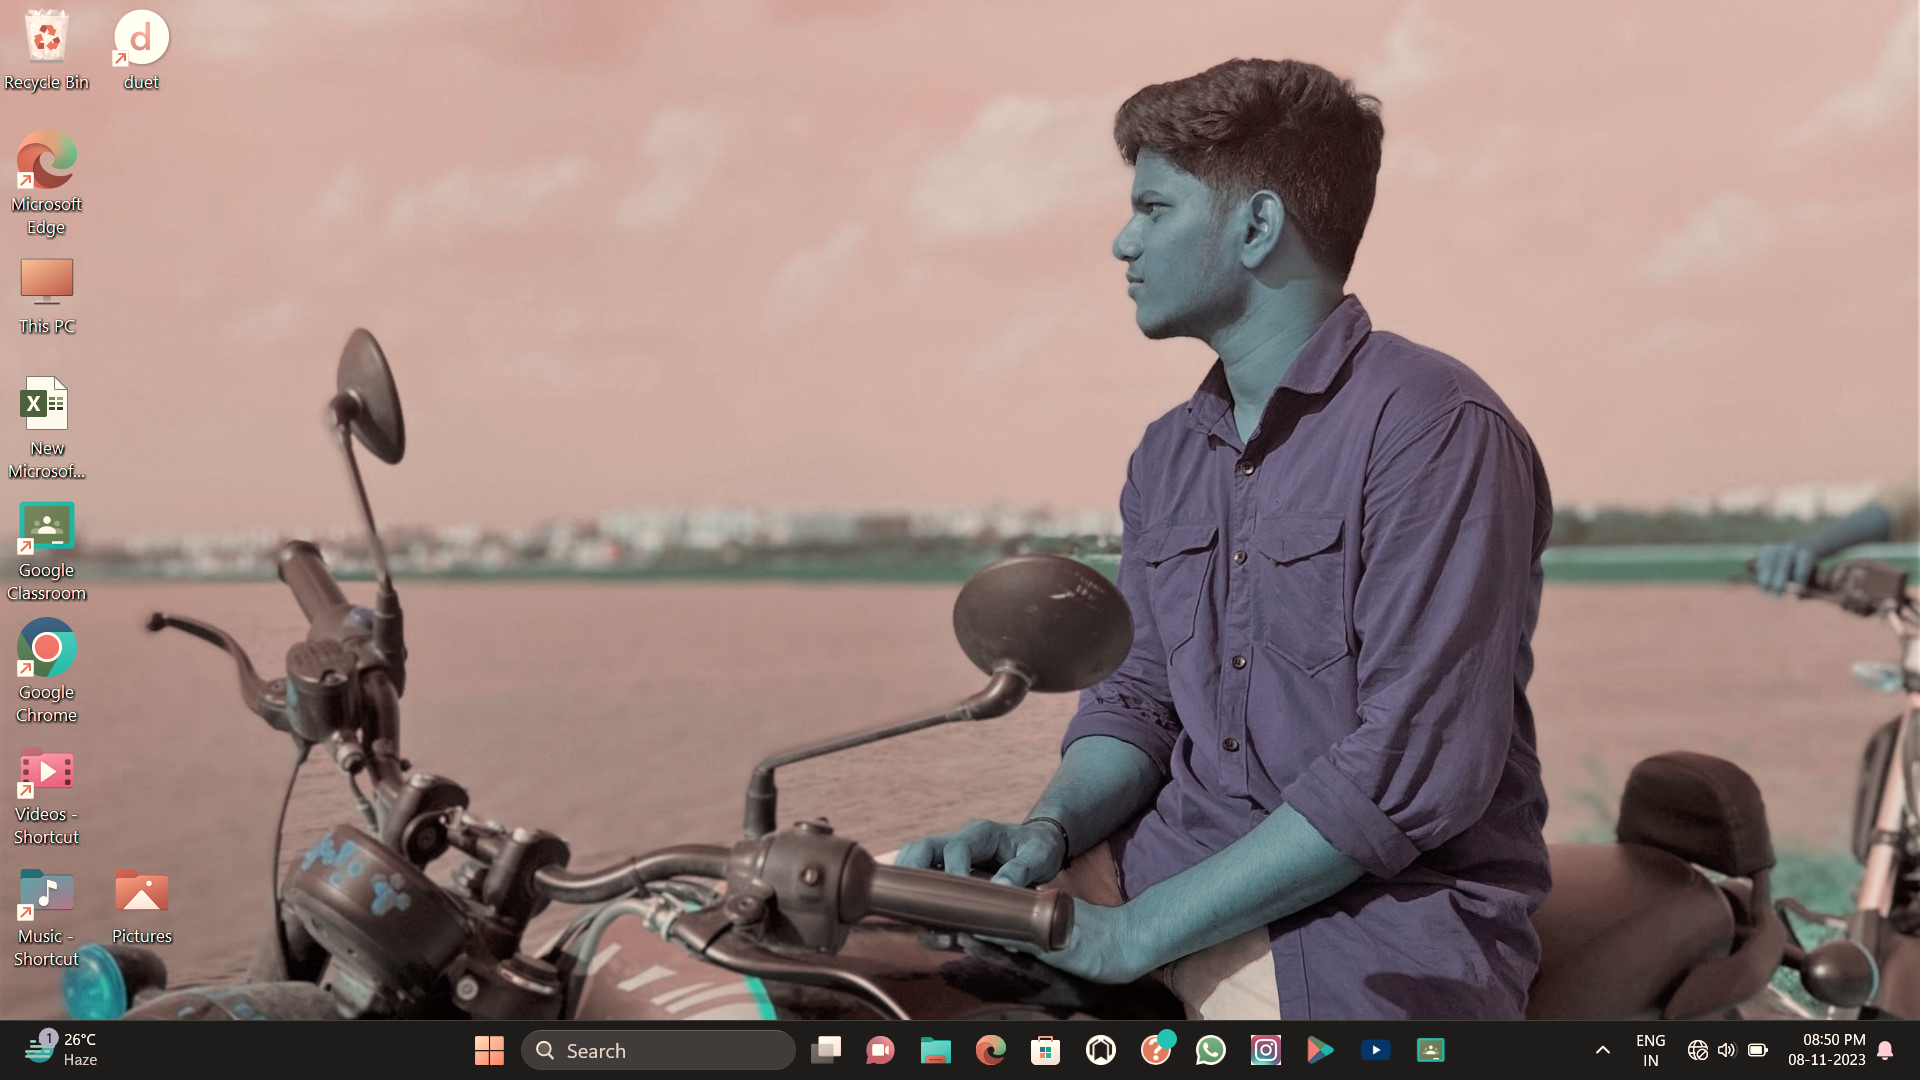 d
Recycle Bin
duet
Microsoft
Edge
This PC
X
New
Microsof...
Google
Classroom
Google
Chrome
Videos -
Shortcut
Music -
Shortcut
Pictures
1
26°C
Haze
Search
ENG
IN
08:50 PM
08-11-2023